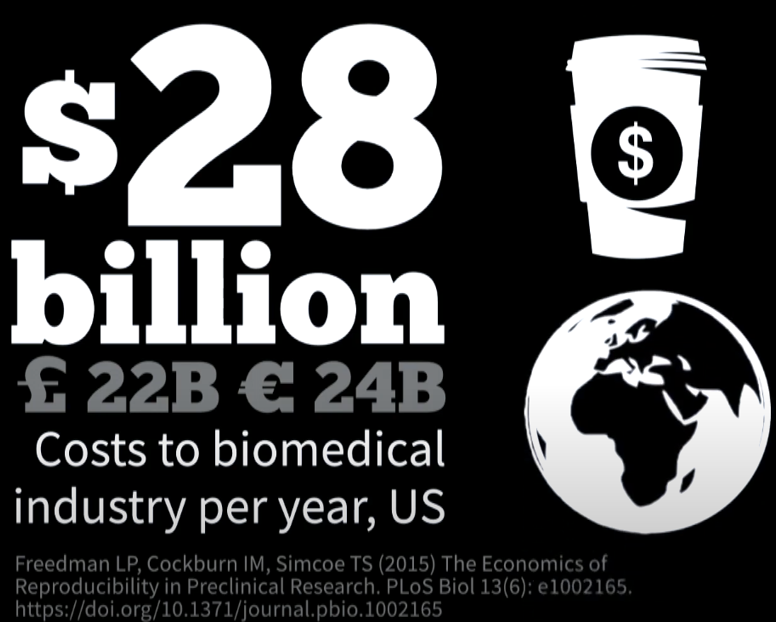 $28
billion
£ 22B € 24B
Costs to biomedical
industry per year, US
$
Freedman LP, Cockburn IM, Simcoe TS (2015) The Economics of
Reproducibility in Preclinical Research. PLoS Biol 13(6): e1002165.
https://doi.org/10.1371/journal.pbio.1002165